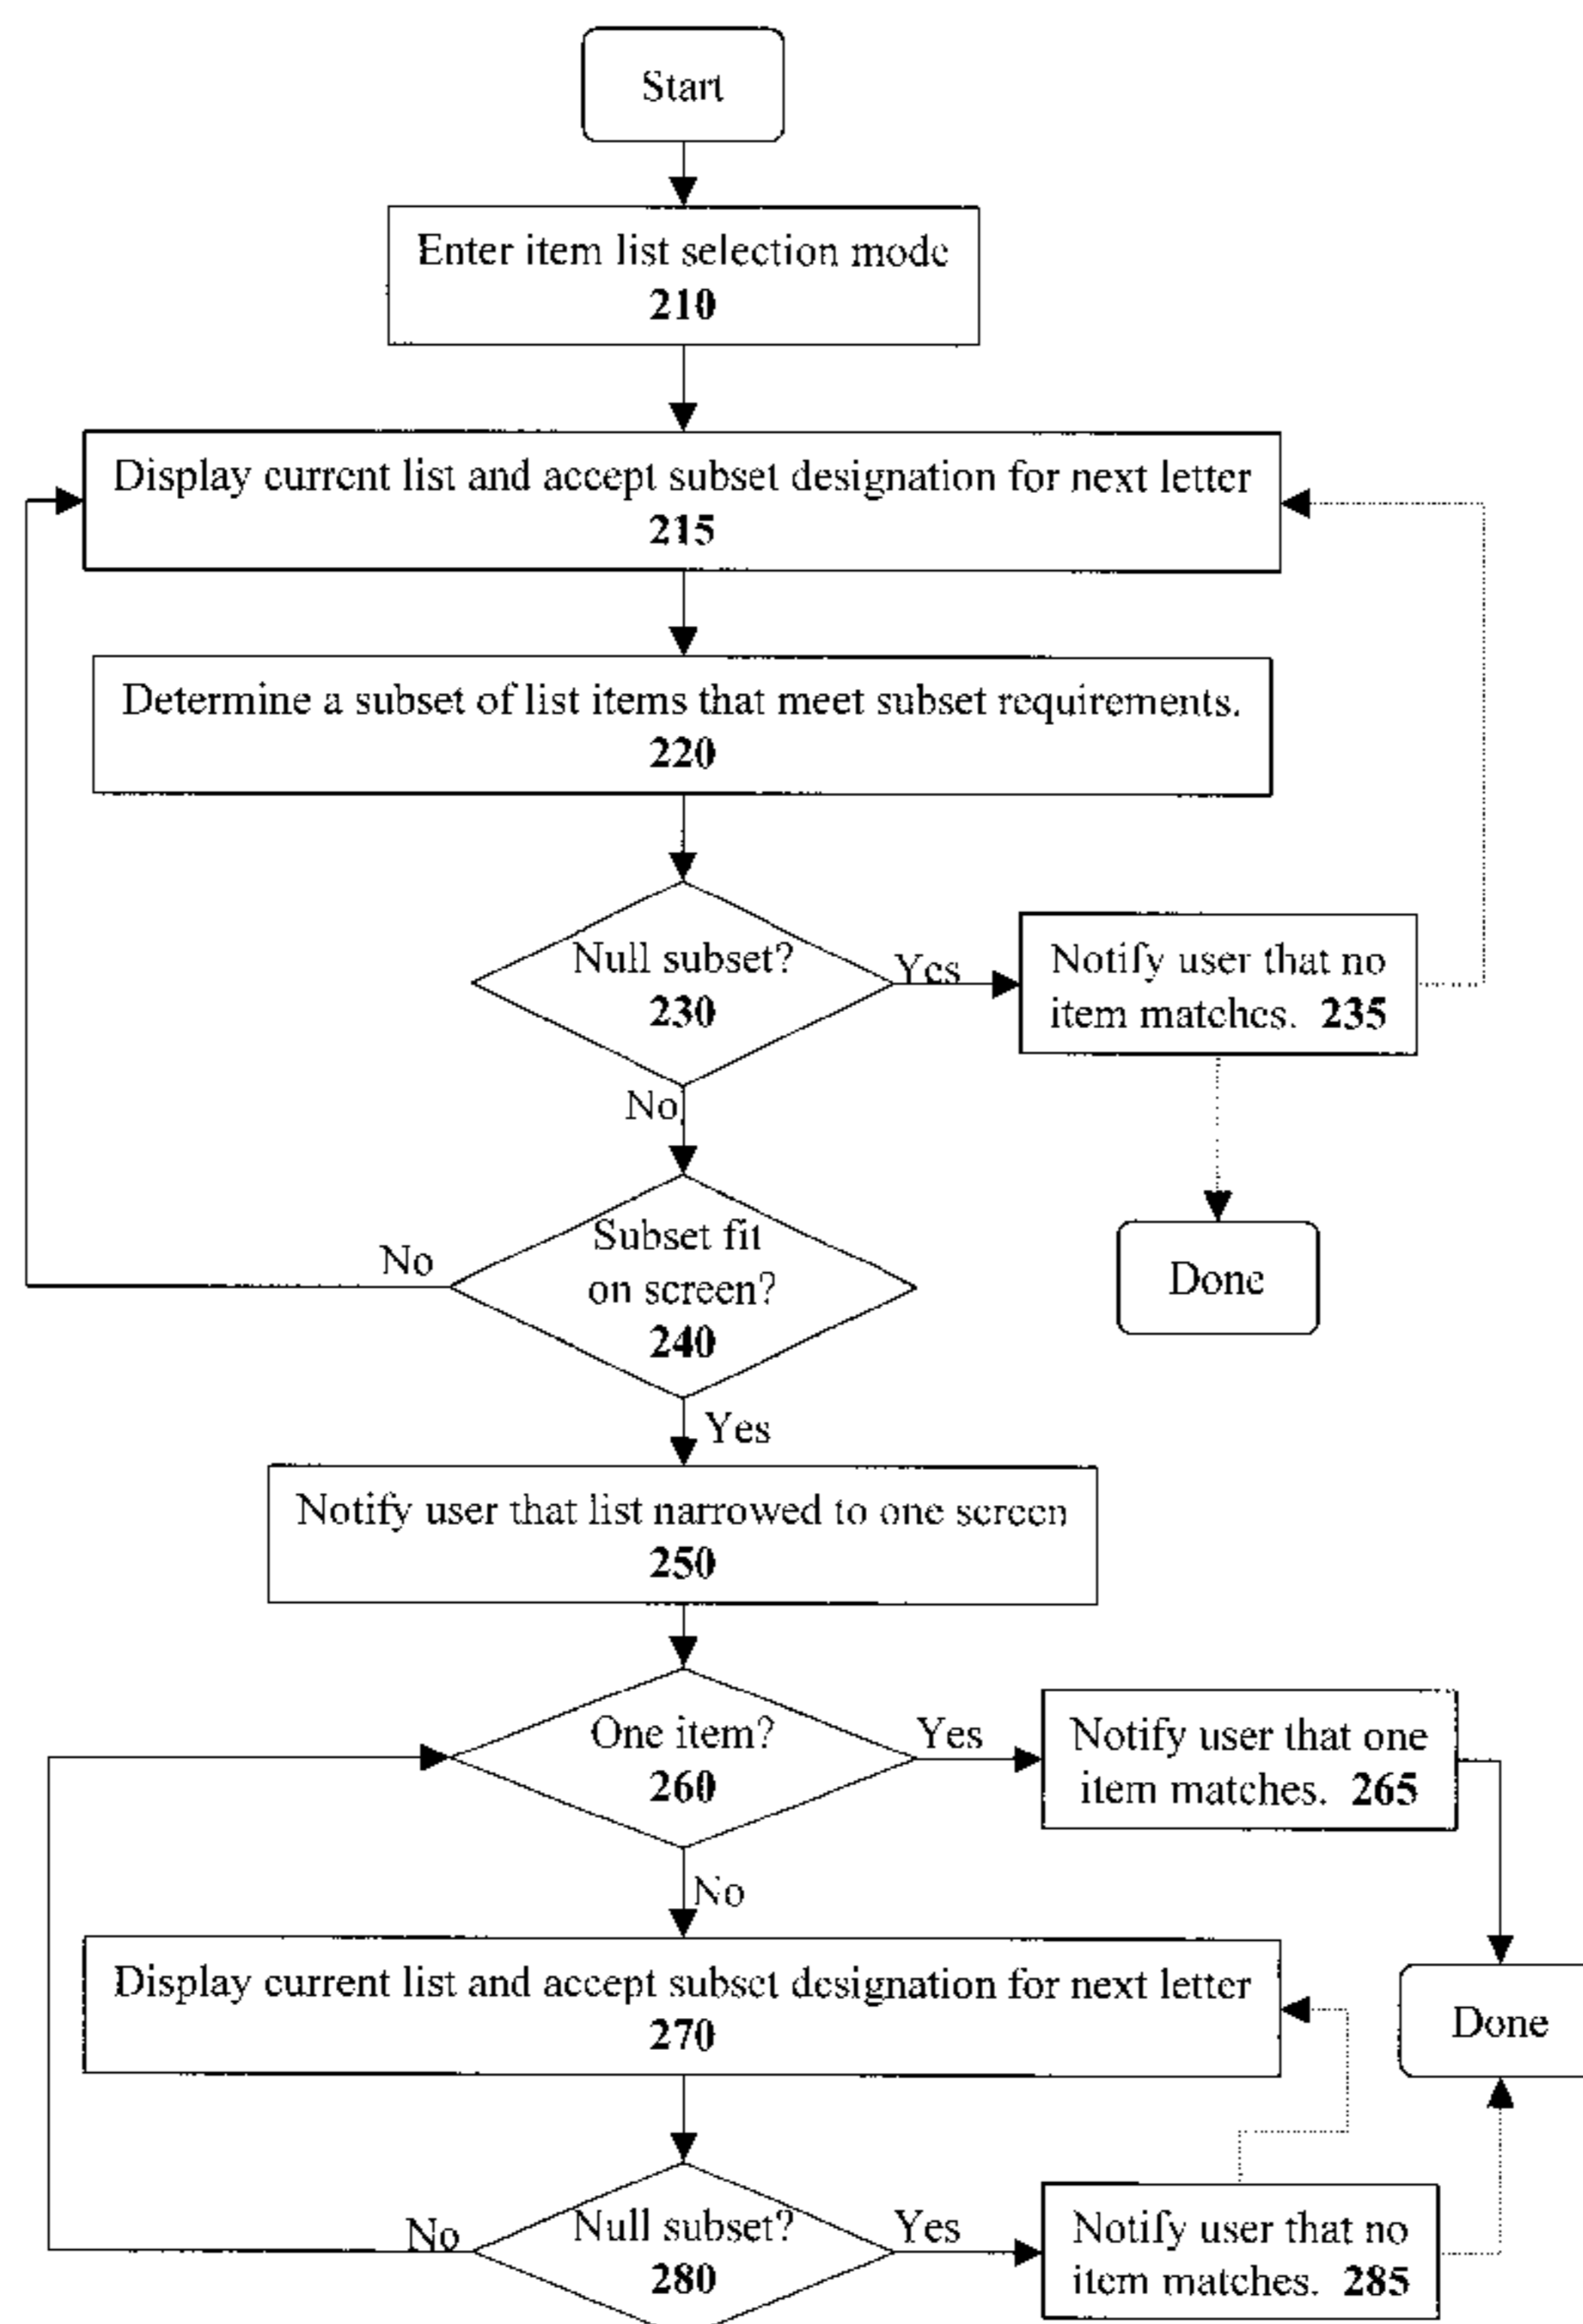 Start
Enter item list selection mode
210
Display current list and accept subset designation for next letter
215
Determine a subset of list items that meet subset requirements.
220
Null subset?
230
Yes
Notify user that no
item matches. 235
No
Subset fit
on screen?
240
No
Done
Yes
Notify user that list narrowed to one screen
250
One item?
260
Yes
Notify user that one
item matches. 265
No
Display current list and accept subset designation for next letter
270
Done
Null subset?
280
No
Yes
Notify user that no
item matches. 285